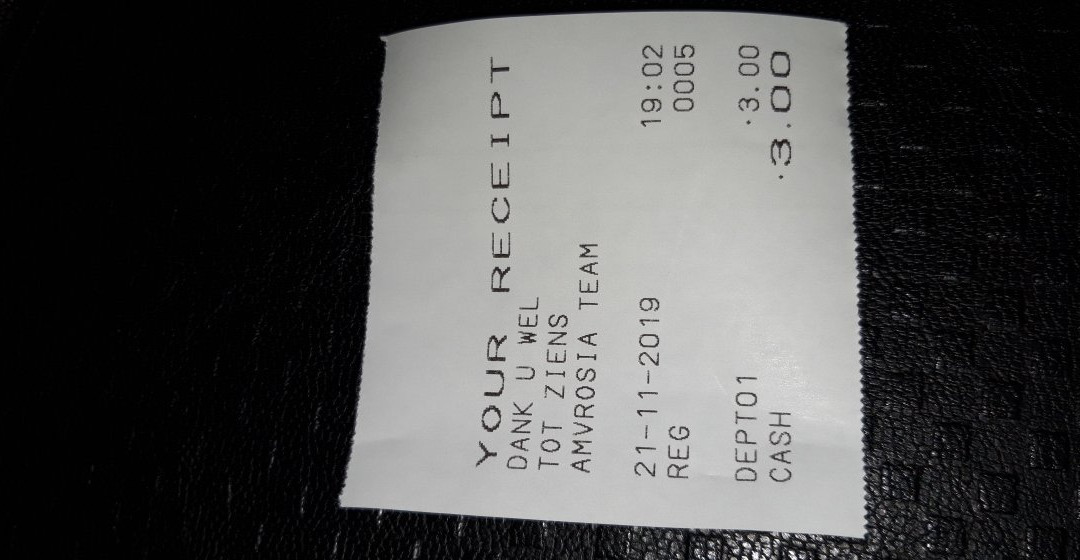 YOUR RECEIPT
DANK U WEL
TOT ZIENS
AMVROSIA TEAM
21-11-2019 19:02
REG 0005
DEPT01 ·3.00
CASH ·3.00